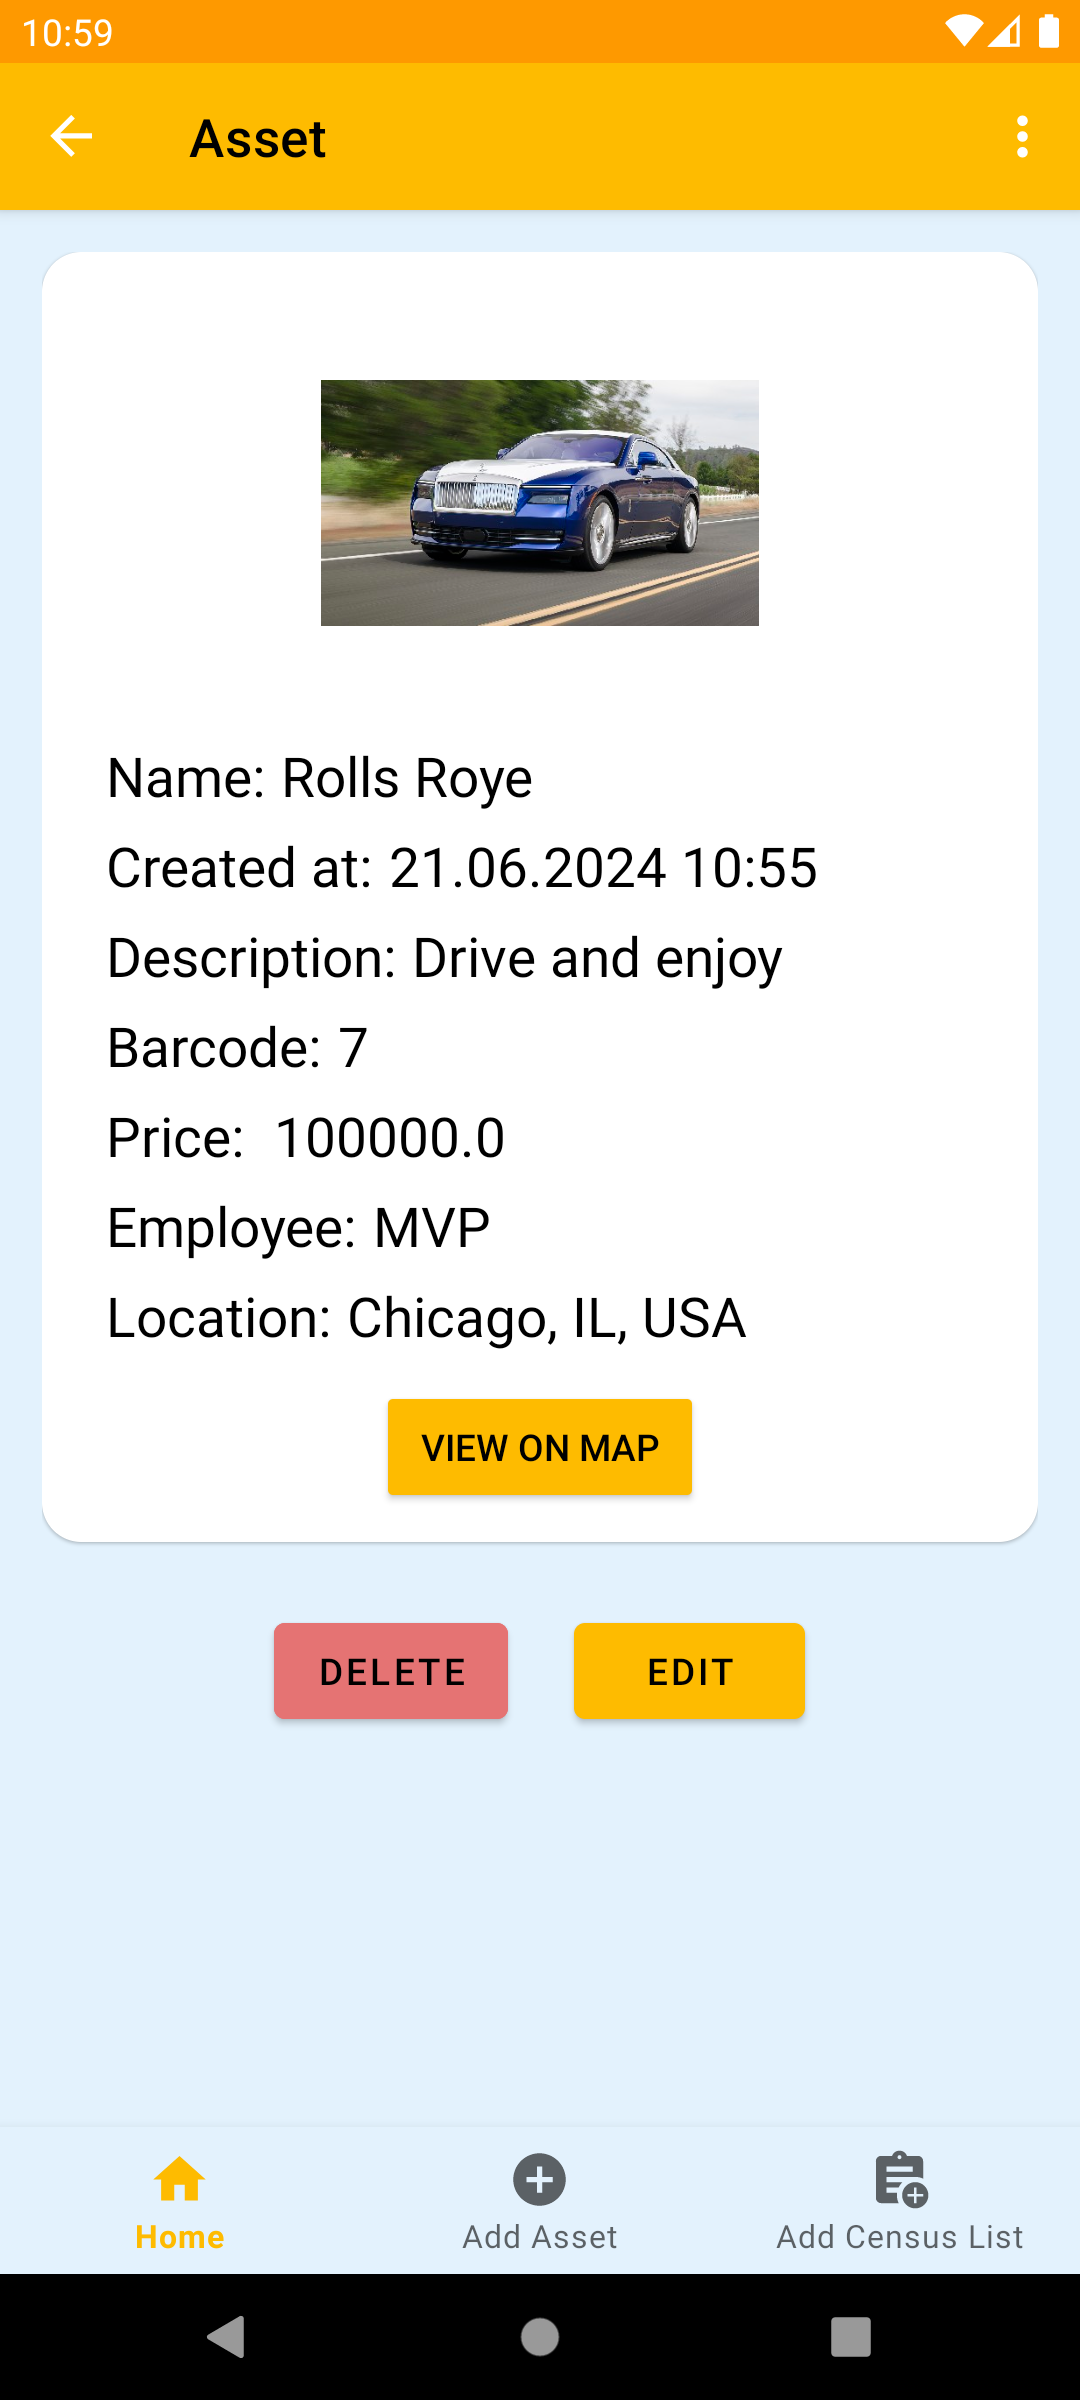 10:59
Asset
Name: Rolls Roye
Created at: 21.06.2024 10:55
Description: Drive and enjoy
Barcode: 7
Price:  100000.0
Employee: MVP
Location: Chicago, IL, USA
VIEW ON MAP
DELETE
EDIT
Home
Add Asset
Add Census List